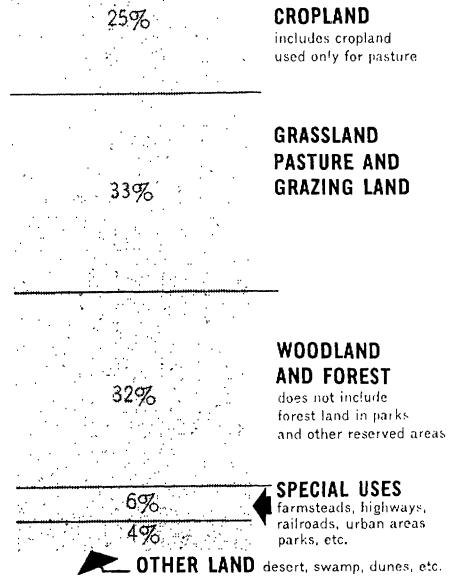 25%
CROPLAND
includes cropland
used only for pasture
GRASSLAND
PASTURE AND
GRAZING LAND
33%
WOODLAND
AND FOREST
32%
does not include
forest land in parks
and other reserved areas
SPECIAL USES
6%
farmsteads, highways,
railroads, urban areas
parks, etc.
4%
OTHER LAND desert, swamp, dunes, etc.